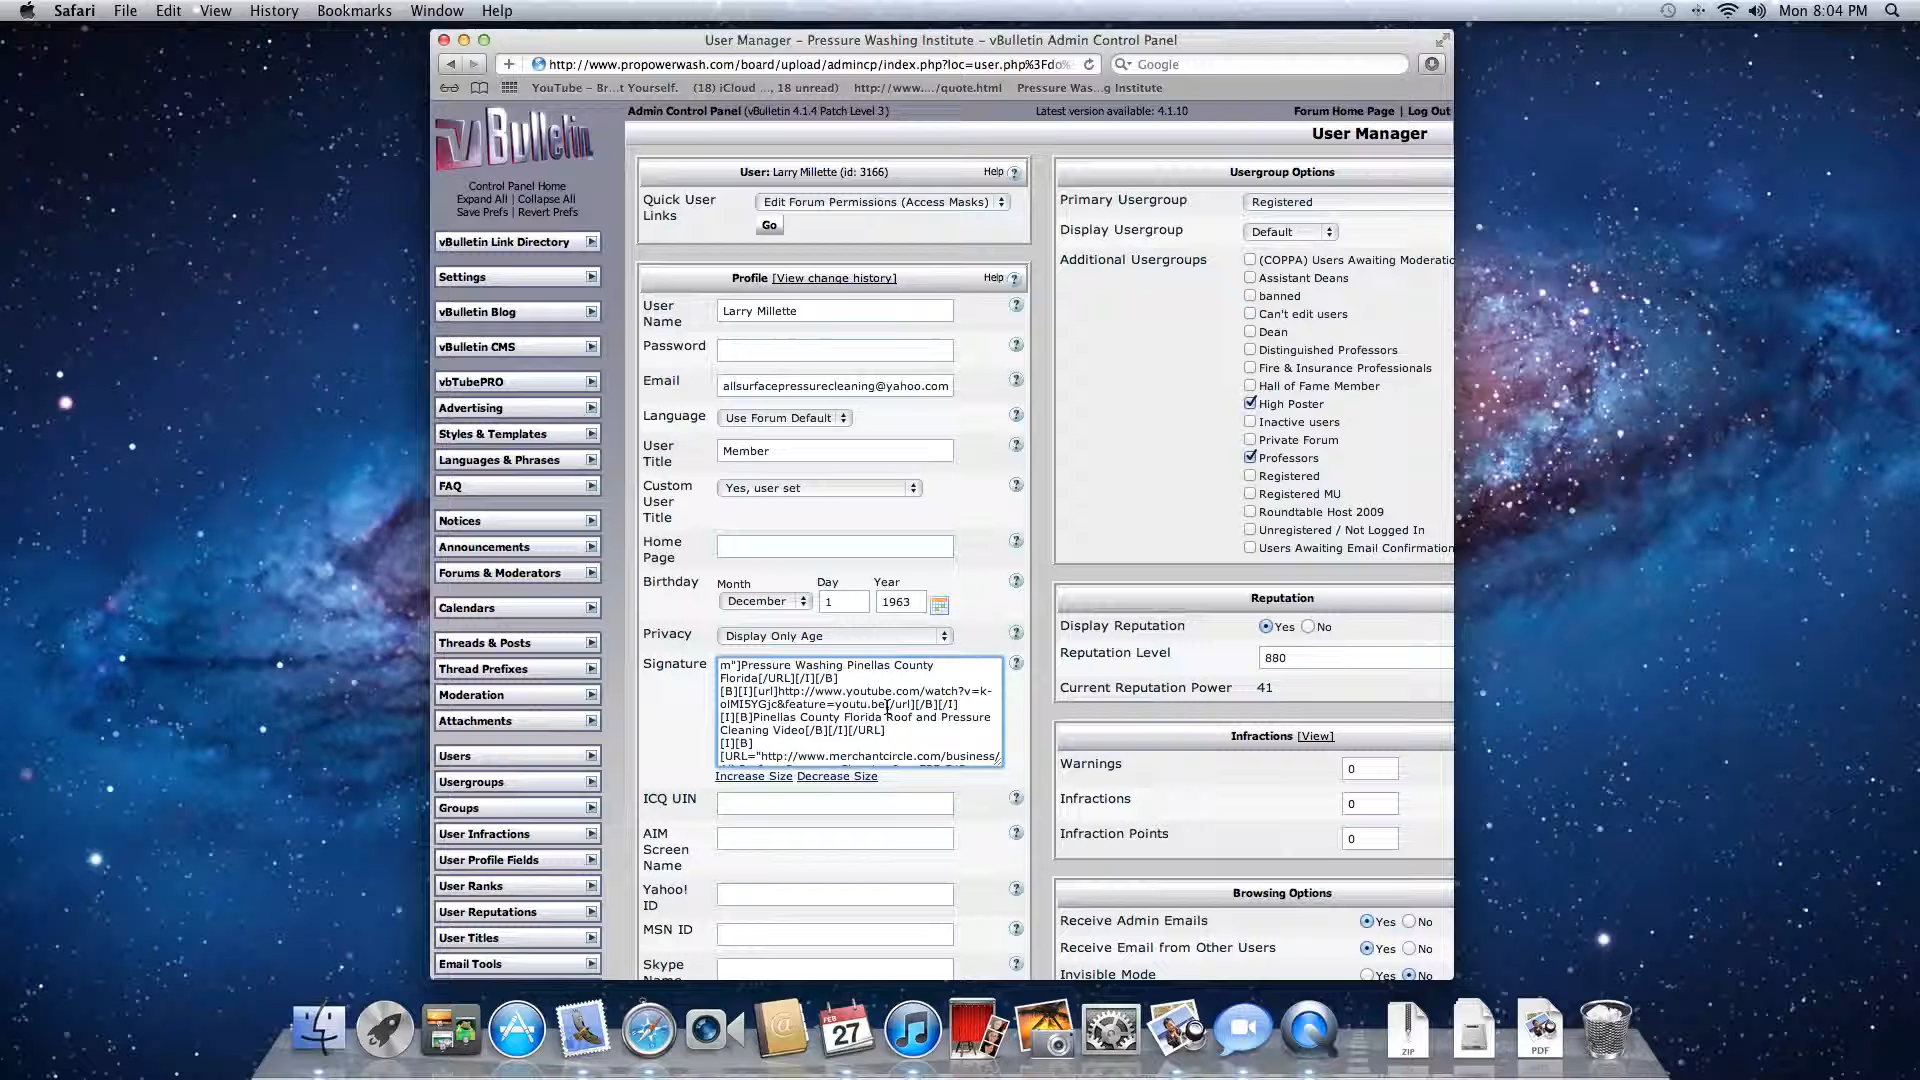 Safari File Edit View History Bookmarks Window Help
Mon 8:04 PM
User Manager – Pressure Washing Institute – vBulletin Admin Control Panel
http://www.propowerwash.com/board/upload/admincp/index.php?loc=user.php%3Fdo%
Google
YouTube – Br...t Yourself. (18) iCloud ..., 18 unread) http://www..../quote.html Pressure Was...g Institute
vBulletin
Control Panel Home
Expand All | Collapse All
Save Prefs | Revert Prefs
vBulletin Link Directory
Settings
vBulletin Blog
vBulletin CMS
vbTubePRO
Advertising
Styles & Templates
Languages & Phrases
FAQ
Notices
Announcements
Forums & Moderators
Calendars
Threads & Posts
Thread Prefixes
Moderation
Attachments
Users
Usergroups
Groups
User Infractions
User Profile Fields
User Ranks
User Reputations
User Titles
Email Tools
Admin Control Panel (vBulletin 4.1.4 Patch Level 3)
Latest version available: 4.1.10
Forum Home Page | Log Out
User Manager
User: Larry Millette (id: 3166)
Help
Quick User
Links
Edit Forum Permissions (Access Masks)
Go
Profile [View change history]
Help
User
Name
Larry Millette
Password
Email
allsurfacepressurecleaning@yahoo.com
Language
Use Forum Default
User
Title
Member
Custom
User
Title
Yes, user set
Home
Page
Birthday
Month Day Year
December 1 1963
Privacy
Display Only Age
Signature
m"]Pressure Washing Pinellas County
Florida[/URL][/I][/B]
[B][I][url]http://www.youtube.com/watch?v=k-
olMI5YGjc&feature=youtu.be[/url][/B][/I]
[I][B]Pinellas County Florida Roof and Pressure
Cleaning Video[/B][/I][/URL]
[I][B]
[URL="http://www.merchantcircle.com/business/
Increase Size Decrease Size
ICQ UIN
AIM
Screen
Name
Yahoo!
ID
MSN ID
Skype
Usergroup Options
Primary Usergroup
Registered
Display Usergroup
Default
Additional Usergroups
(COPPA) Users Awaiting Moderatio
Assistant Deans
banned
Can't edit users
Dean
Distinguished Professors
Fire & Insurance Professionals
Hall of Fame Member
High Poster
Inactive users
Private Forum
Professors
Registered
Registered MU
Roundtable Host 2009
Unregistered / Not Logged In
Users Awaiting Email Confirmation
Reputation
Display Reputation
Yes No
Reputation Level
880
Current Reputation Power
41
Infractions [View]
Warnings
0
Infractions
0
Infraction Points
0
Browsing Options
Receive Admin Emails
Yes No
Receive Email from Other Users
Yes No
Invisible Mode
Yes No
FEB
27
ZIP
PDF